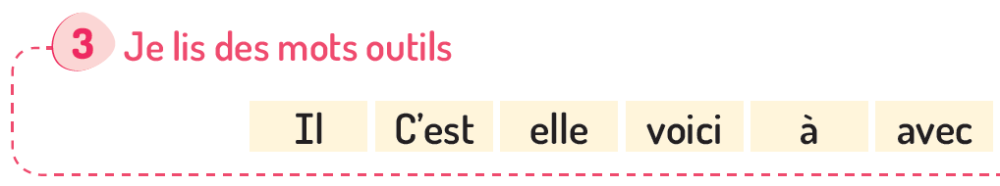 3 Je lis des mots outils
Il C’est elle voici à avec